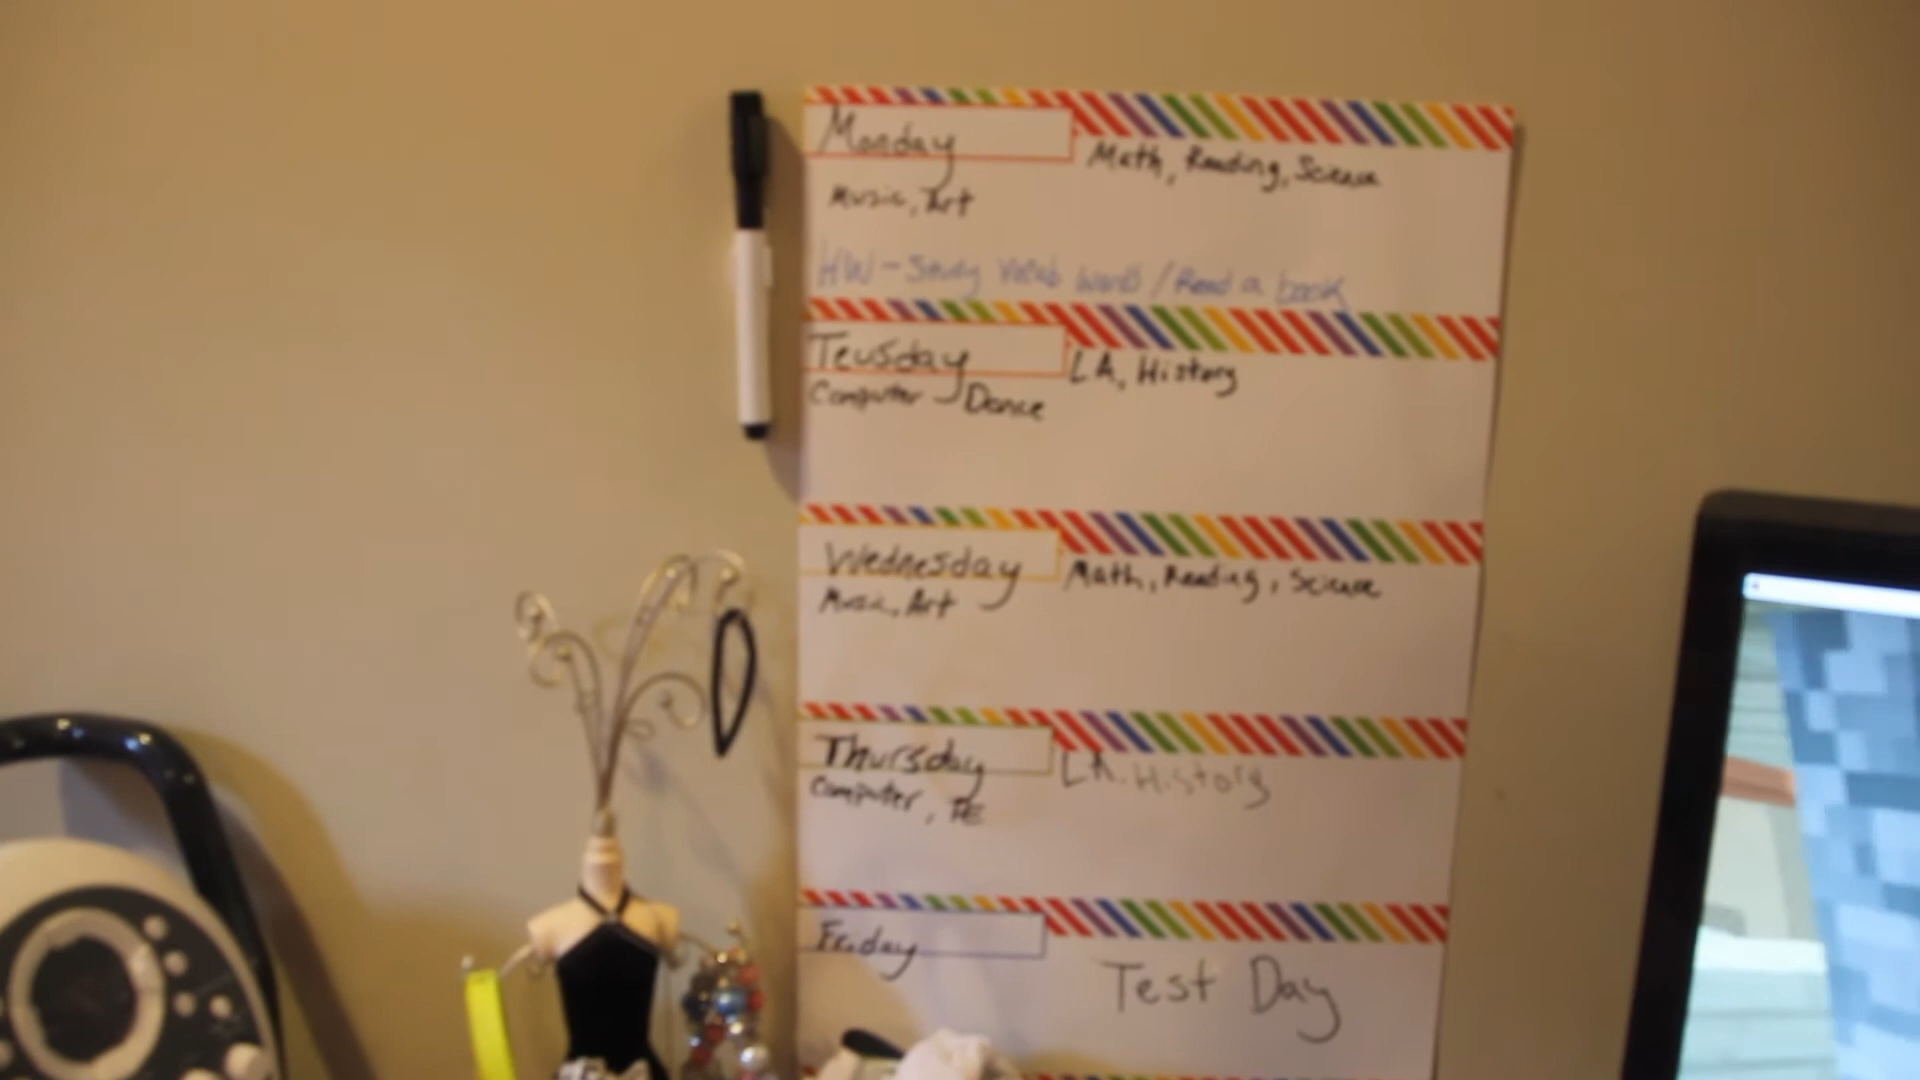 Monday
Math, Reading, Science
Music, Art
HW-Study Vocab words / Read a book
Teusday
LA, History
Computer Dance
Wednesday
Math, Reading, Science
Music, Art
Thursday
LA. History
Computer, PE
Friday
Test Day